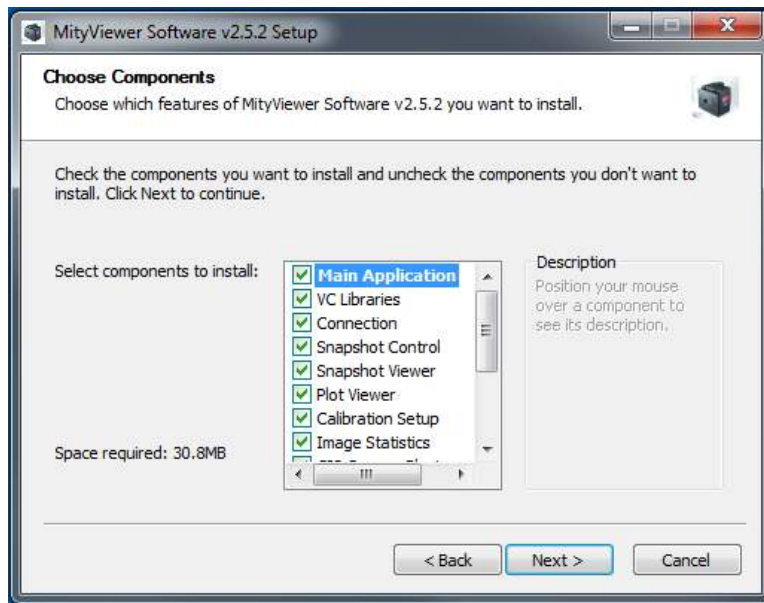 MityViewer Software v2.5.2 Setup
Choose Components
Choose which features of MityViewer Software v2.5.2 you want to install.
Check the components you want to install and uncheck the components you don't want to
install. Click Next to continue.
Select components to install:
Main Application
VC Libraries
Connection
Snapshot Control
Snapshot Viewer
Plot Viewer
Calibration Setup
Image Statistics
Description
Position your mouse
over a component to
see its description.
Space required: 30.8MB
< Back
Next >
Cancel